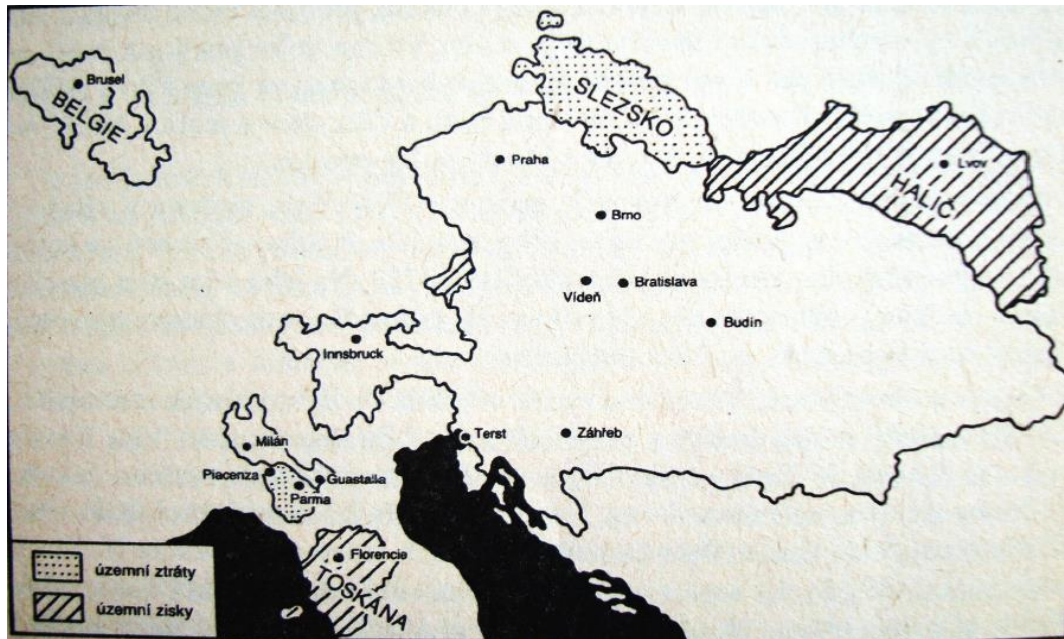 Brusel
BELGIE
SLEZSKO
Praha
Lvov
HALIČ
Brno
Vídeň
Bratislava
Budín
Innsbruck
Milán
Terst
Záhřeb
Piacenza
Guastalla
Parma
Florencie
TOSKÁNA
územní ztráty
územní zisky